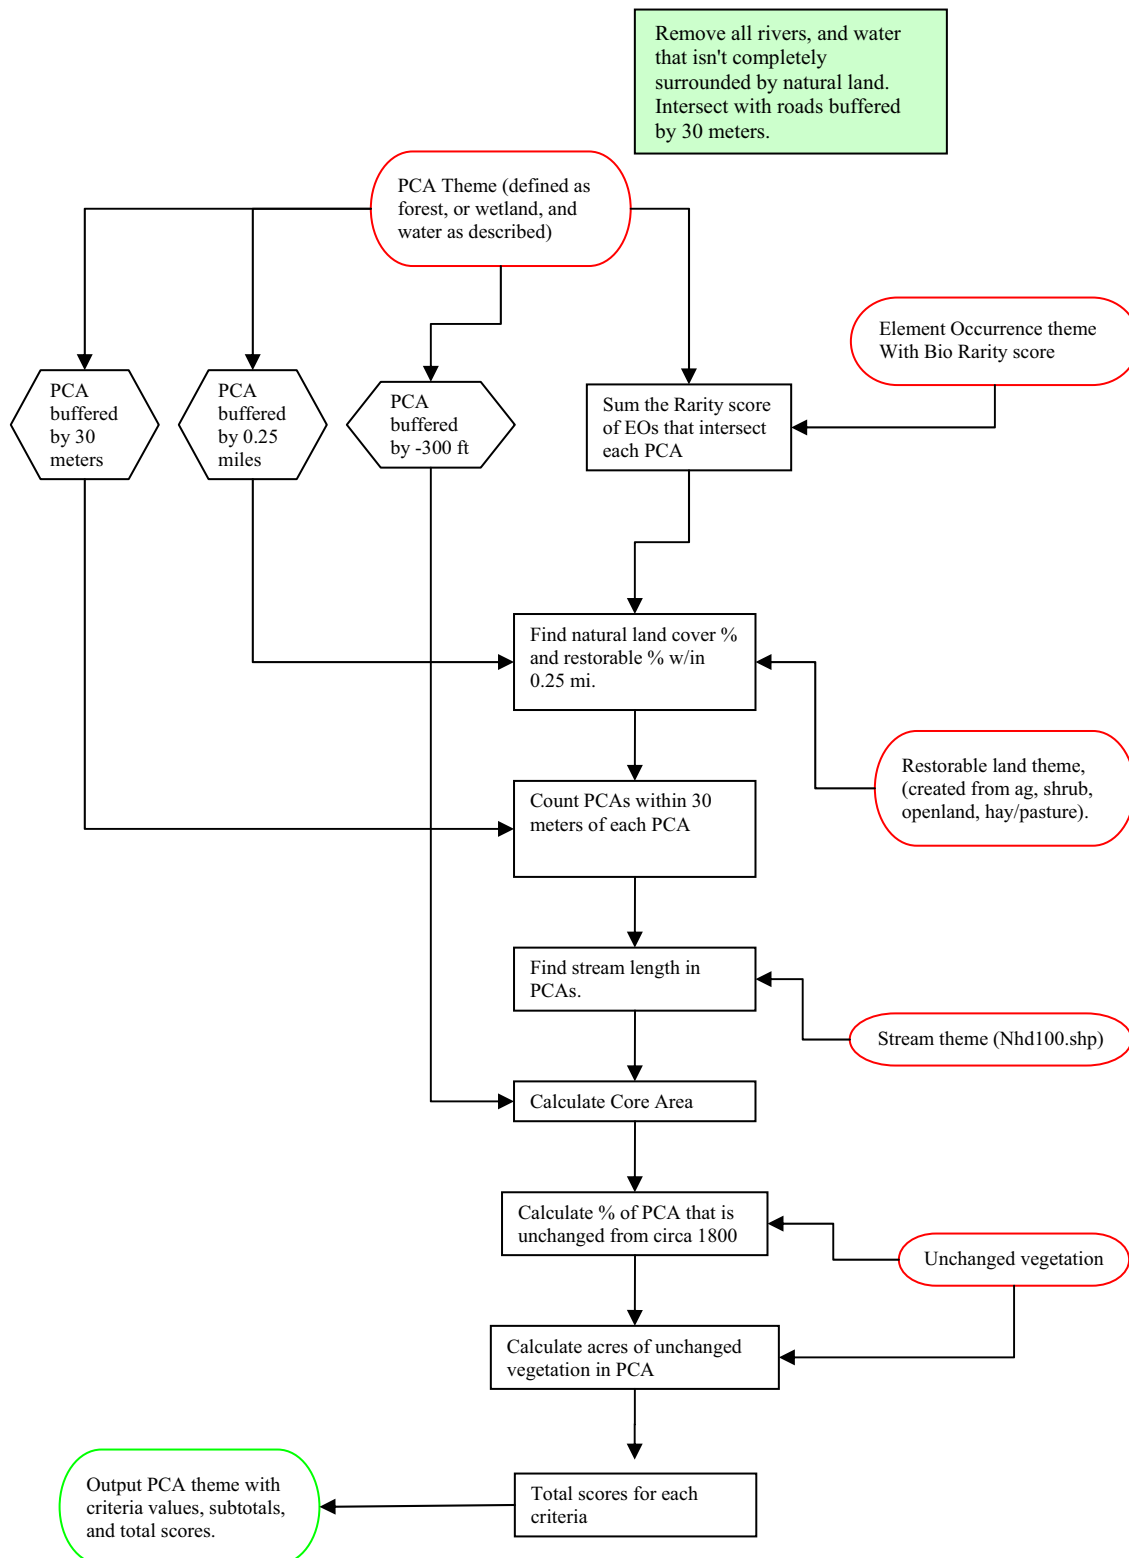 Remove all rivers, and water
that isn't completely
surrounded by natural land.
Intersect with roads buffered
by 30 meters.
PCA Theme (defined as
forest, or wetland, and
water as described)
Element Occurrence theme
With Bio Rarity score
PCA
buffered
by 30
meters
PCA
buffered
by 0.25
miles
PCA
buffered
by -300 ft
Sum the Rarity score
of EOs that intersect
each PCA
Find natural land cover %
and restorable % w/in
0.25 mi.
Restorable land theme,
(created from ag, shrub,
openland, hay/pasture).
Count PCAs within 30
meters of each PCA
Find stream length in
PCAs.
Stream theme (Nhd100.shp)
Calculate Core Area
Calculate % of PCA that is
unchanged from circa 1800
Unchanged vegetation
Calculate acres of unchanged
vegetation in PCA
Total scores for each
criteria
Output PCA theme with
criteria values, subtotals,
and total scores.